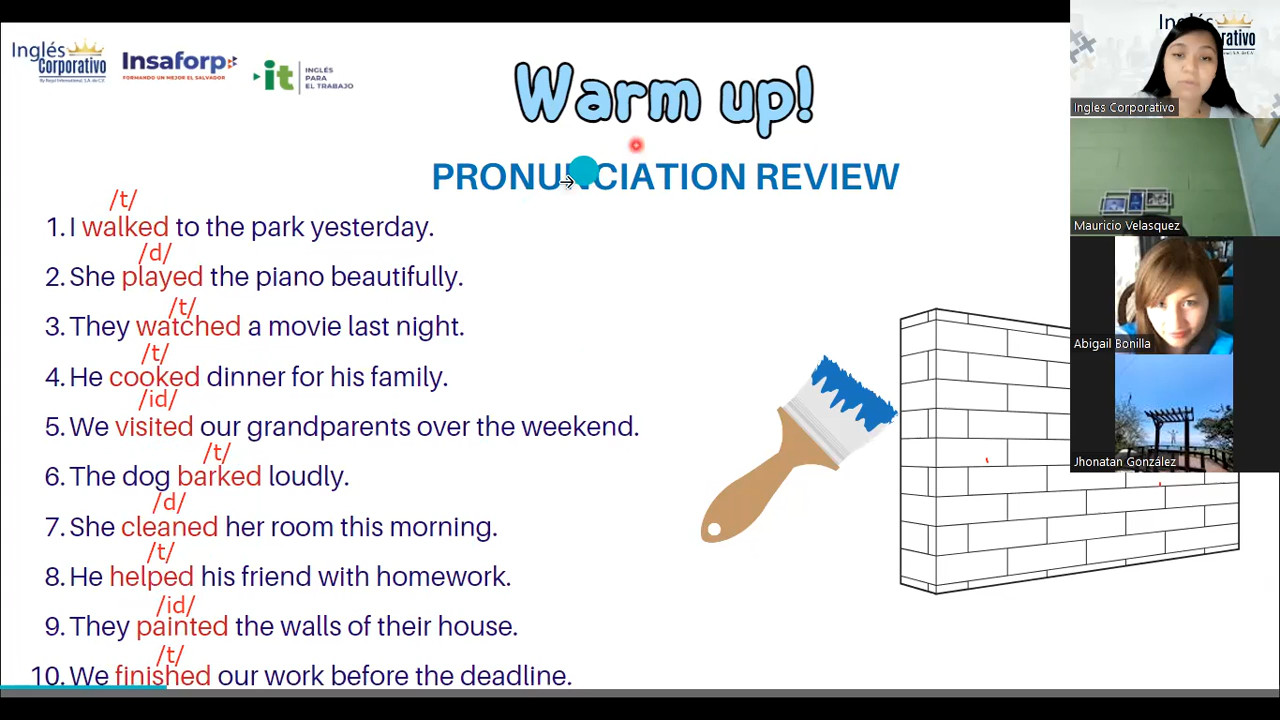 Inglés
Corporativo
By Royal International, S.A. de C.V.
Insaforp
FORMANDO UN MEJOR EL SALVADOR
it
INGLÉS
PARA
EL TRABAJO
Warm up!
PRONUNCIATION REVIEW
/t/
1. I walked to the park yesterday.
/d/
2. She played the piano beautifully.
/t/
3. They watched a movie last night.
/t/
4. He cooked dinner for his family.
/id/
5. We visited our grandparents over the weekend.
/t/
6. The dog barked loudly.
/d/
7. She cleaned her room this morning.
/t/
8. He helped his friend with homework.
/id/
9. They painted the walls of their house.
/t/
10. We finished our work before the deadline.
Ingles Corporativo
Mauricio Velasquez
Abigail Bonilla
Jhonatan González